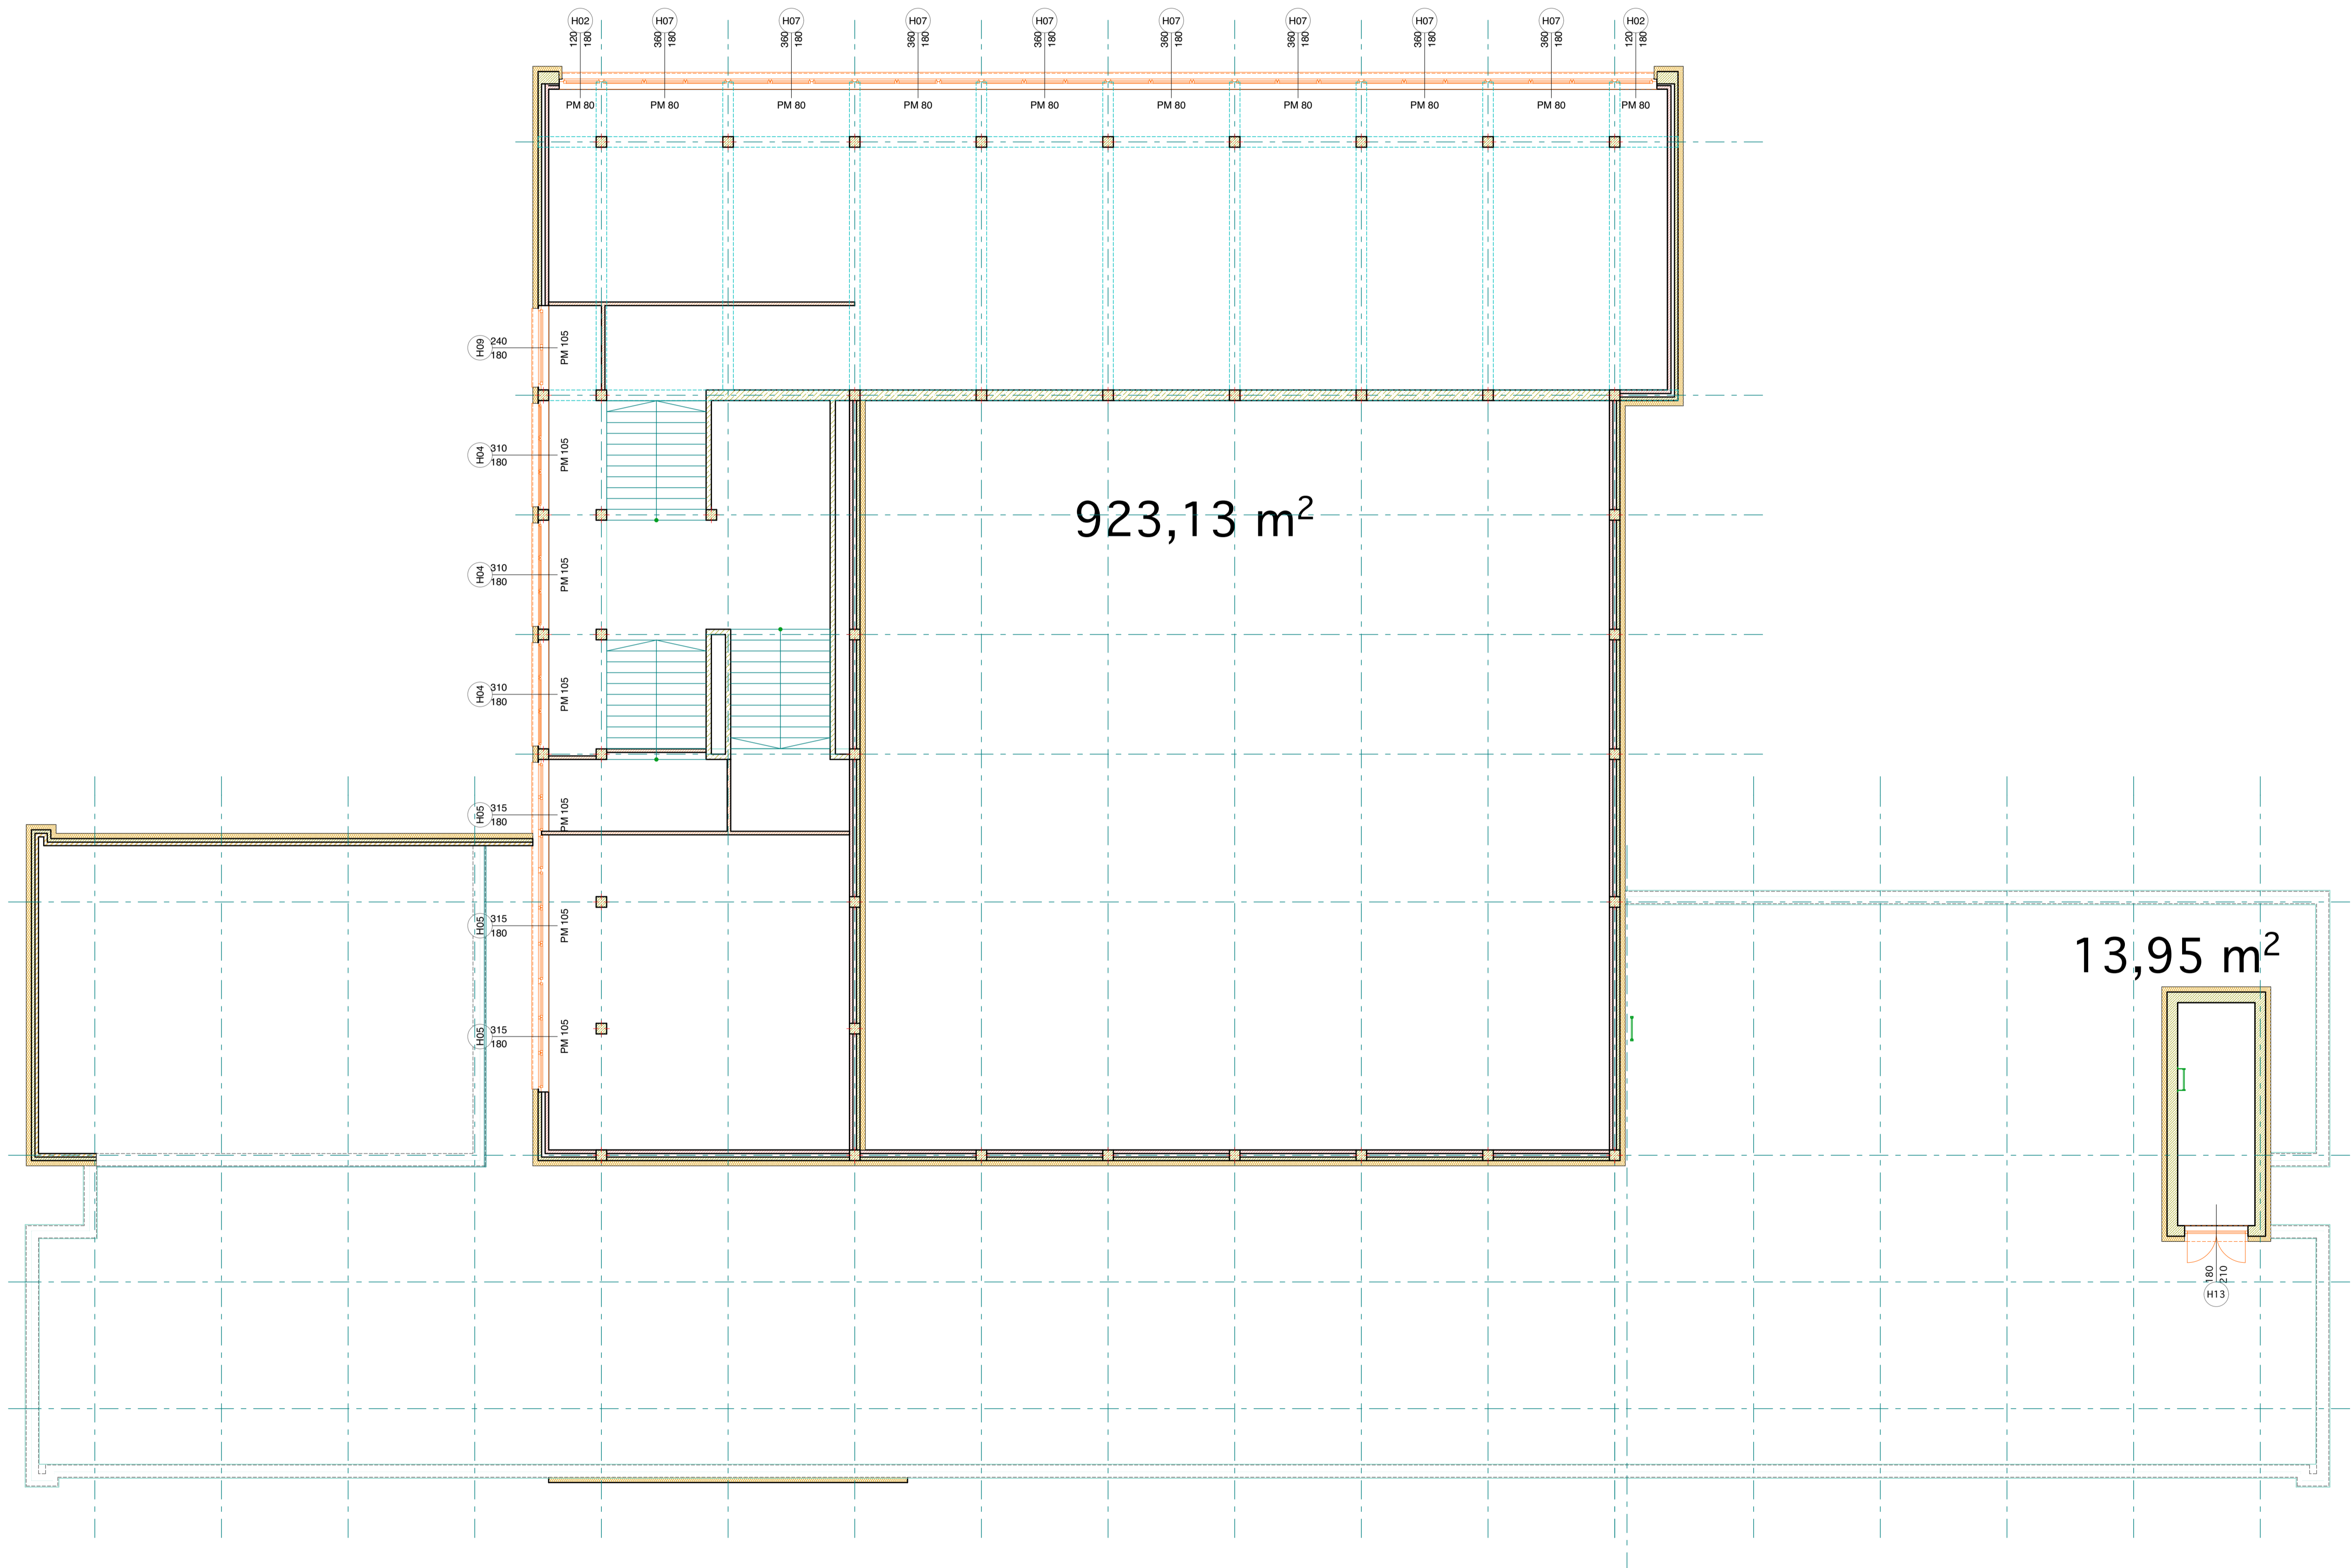 H02 H07 H07 H07 H07 H07 H07 H07 H07 H02
120 180 360 180 360 180 360 180 360 180 360 180 360 180 360 180 360 180 120 180
PM 80 PM 80 PM 80 PM 80 PM 80 PM 80 PM 80 PM 80 PM 80 PM 80
H09 240 180 PM 105
H04 310 180 PM 105
923,13 m²
H04 310 180 PM 105
H04 310 180 PM 105
H05 315 180 PM 105
H05 315 180 PM 105
13,95 m²
H05 315 180 PM 105
180 210
H13